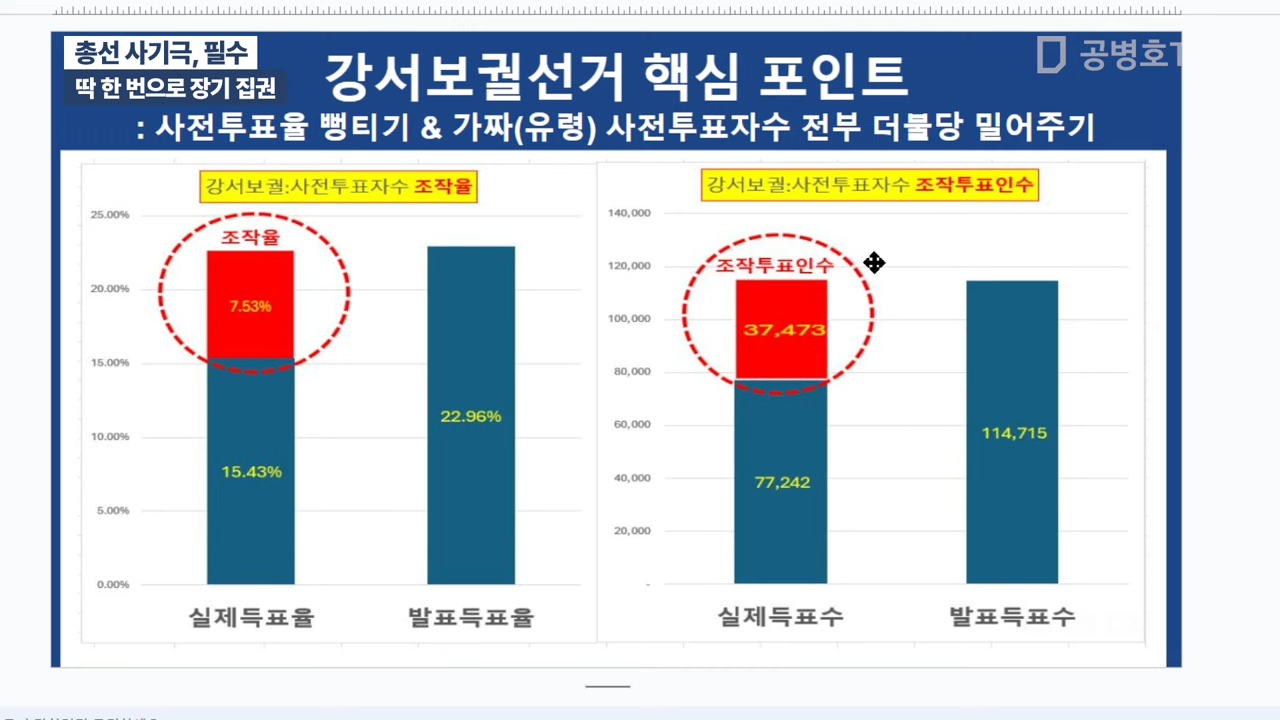 총선 사기극, 필수
딱 한 번으로 장기 집권
공병호T
강서보궐선거 핵심 포인트
: 사전투표율 뻥티기 & 가짜(유령) 사전투표자수 전부 더불당 밀어주기
강서보궐:사전투표자수 조작율
25.00%
20.00%
15.00%
10.00%
5.00%
0.00%
조작율
7.53%
15.43%
22.96%
실제득표율
발표득표율
강서보궐:사전투표자수 조작투표인수
140,000
120,000
100,000
80,000
60,000
40,000
20,000
-
조작투표인수
37,473
77,242
114,715
실제득표수
발표득표수